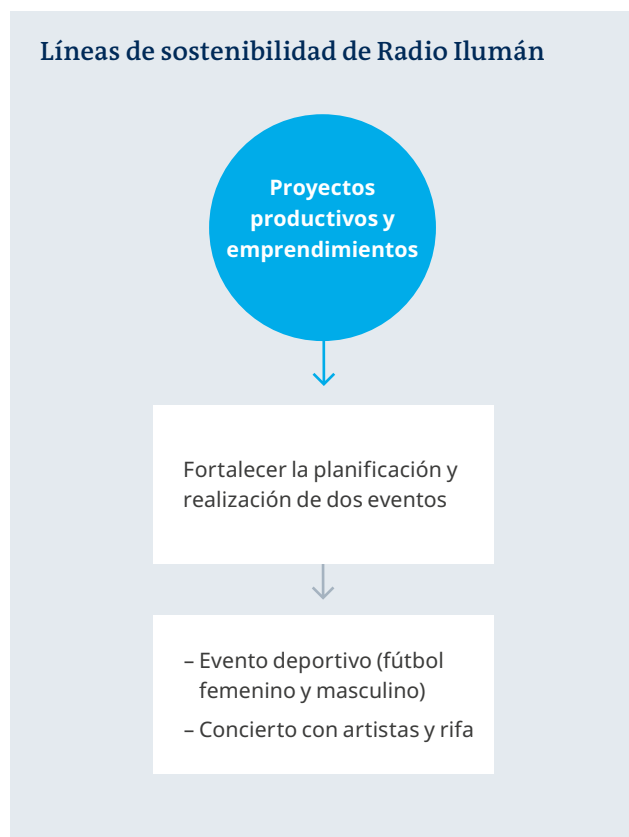 Líneas de sostenibilidad de Radio Ilumán
Proyectos
productivos y
emprendimientos
Fortalecer la planificación y
realización de dos eventos
– Evento deportivo (fútbol
femenino y masculino)
– Concierto con artistas y rifa